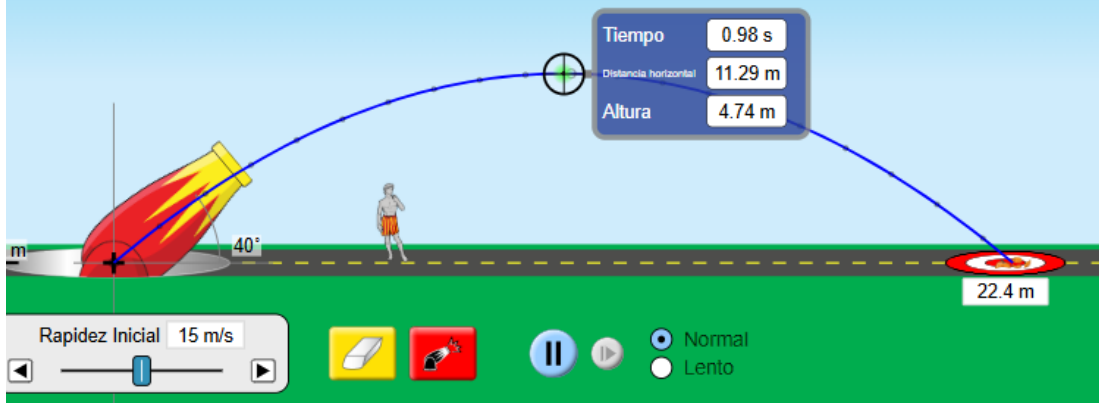 Tiempo 0.98 s
Distancia horizontal 11.29 m
Altura 4.74 m
m
40°
22.4 m
Rapidez Inicial 15 m/s
Normal
Lento